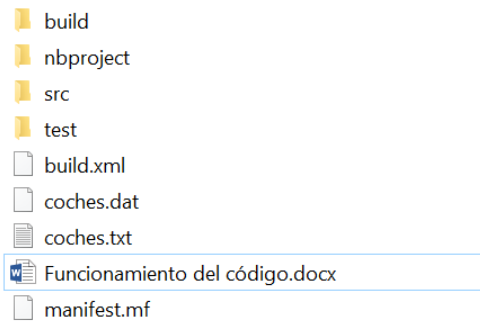 build
nbproject
src
test
build.xml
coches.dat
coches.txt
Funcionamiento del código.docx
manifest.mf